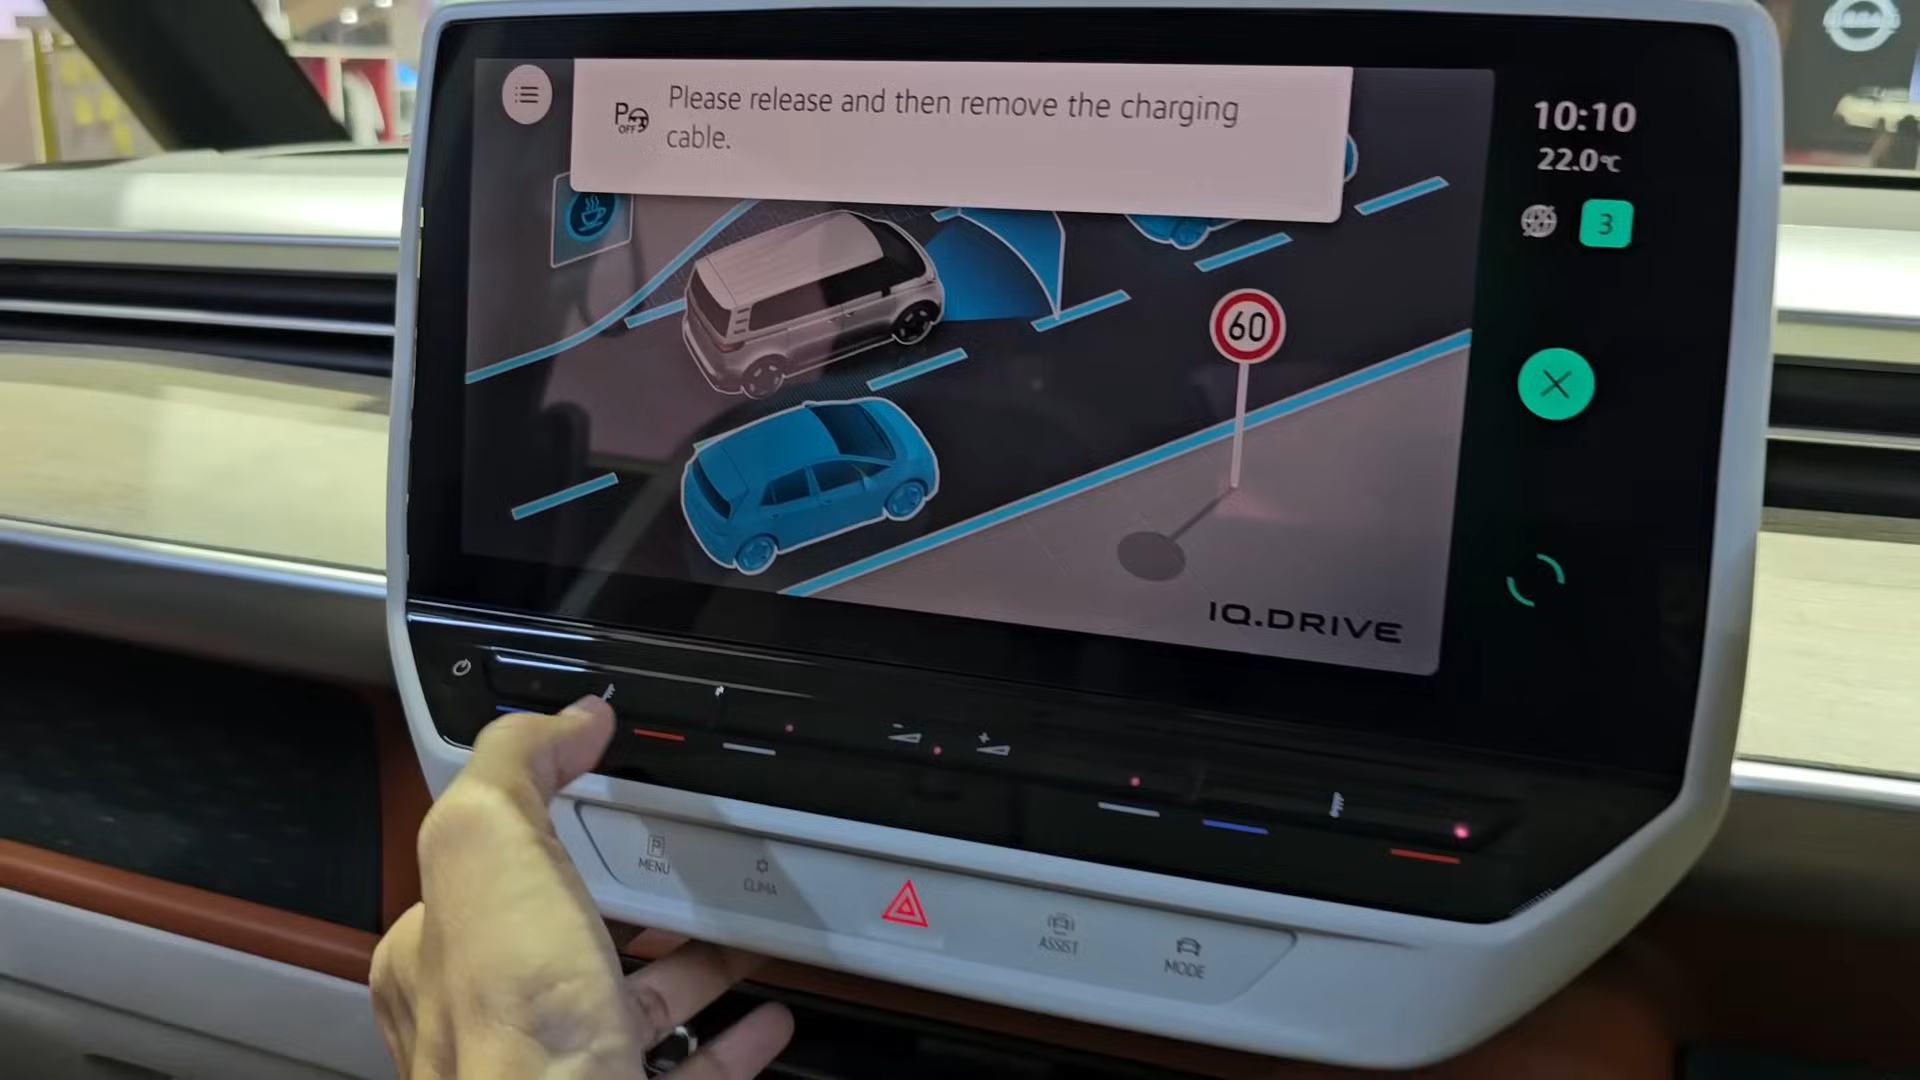 Please release and then remove the charging
cable.
P
OFF
10:10
22.0°C
3
60
IQ.DRIVE
P
MENU
CLIMA
ASSIST
MODE